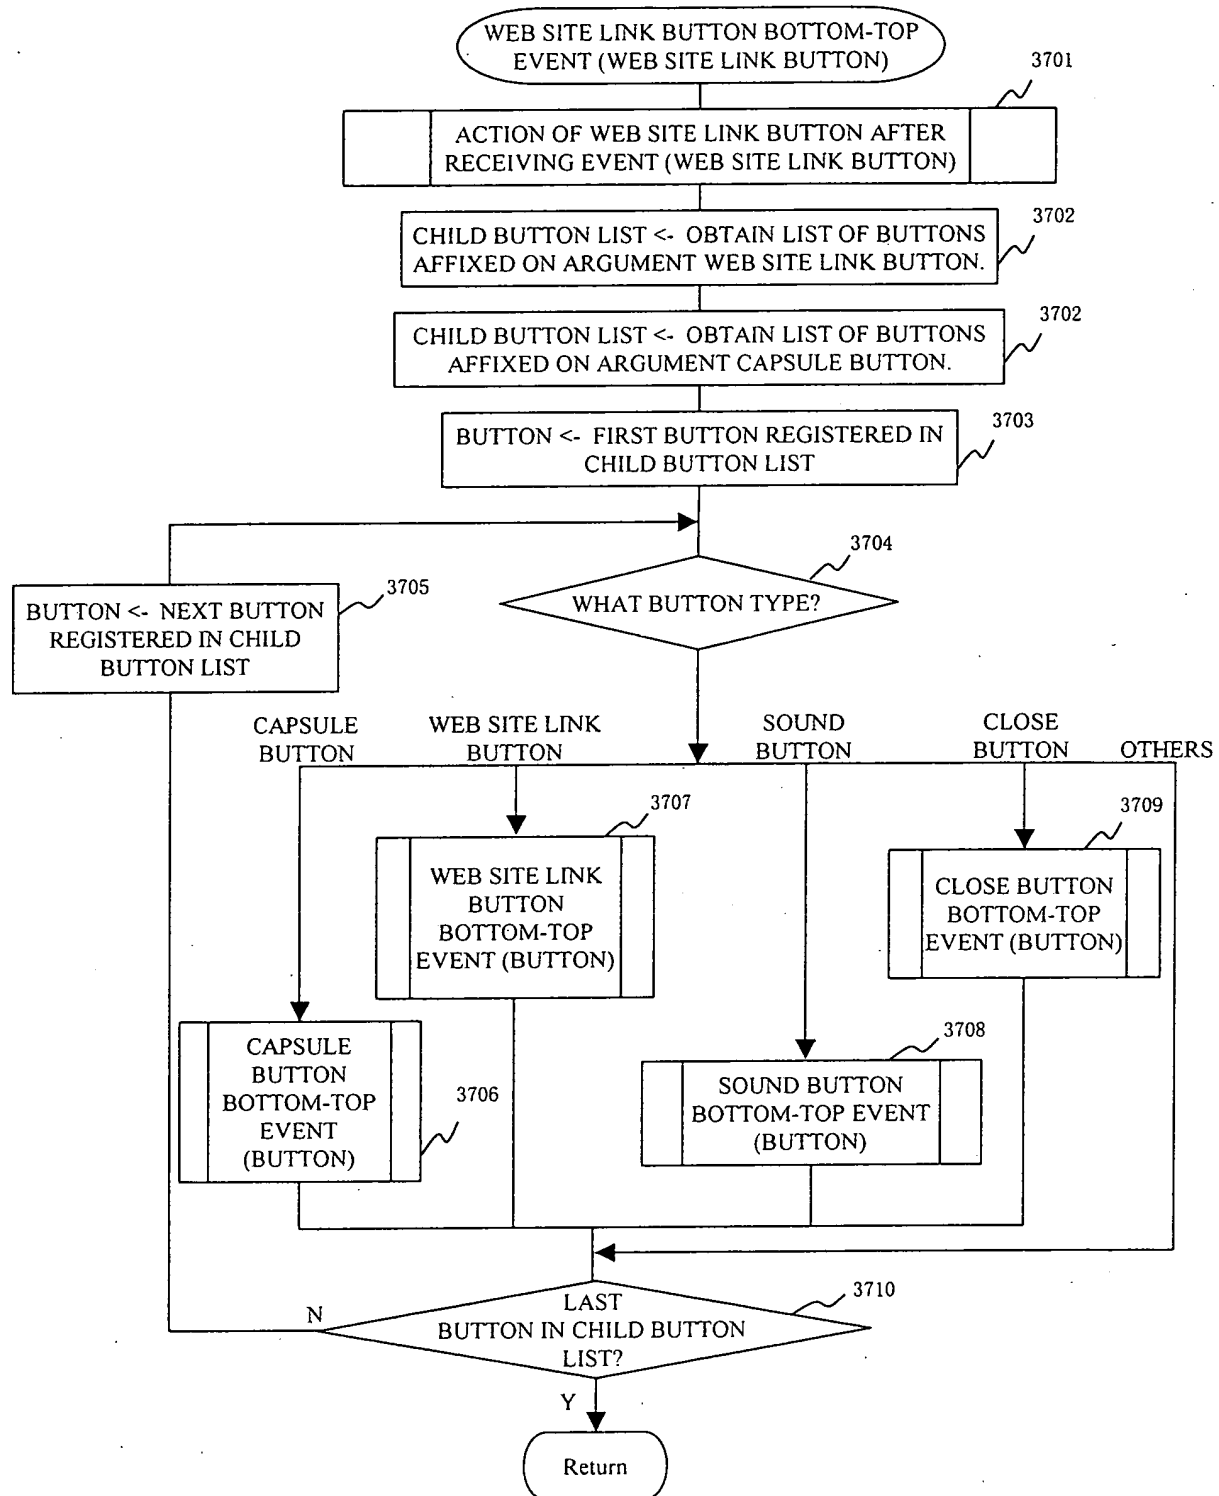 WEB SITE LINK BUTTON BOTTOM-TOP
EVENT (WEB SITE LINK BUTTON)
3701
ACTION OF WEB SITE LINK BUTTON AFTER
RECEIVING EVENT (WEB SITE LINK BUTTON)
3702
CHILD BUTTON LIST <- OBTAIN LIST OF BUTTONS
AFFIXED ON ARGUMENT WEB SITE LINK BUTTON.
3702
CHILD BUTTON LIST <- OBTAIN LIST OF BUTTONS
AFFIXED ON ARGUMENT CAPSULE BUTTON.
3703
BUTTON <- FIRST BUTTON REGISTERED IN
CHILD BUTTON LIST
3704
WHAT BUTTON TYPE?
3705
BUTTON <- NEXT BUTTON
REGISTERED IN CHILD
BUTTON LIST
CAPSULE
BUTTON
WEB SITE LINK
BUTTON
SOUND
BUTTON
CLOSE
BUTTON
OTHERS
3707
WEB SITE LINK
BUTTON
BOTTOM-TOP
EVENT (BUTTON)
3709
CLOSE BUTTON
BOTTOM-TOP
EVENT (BUTTON)
CAPSULE
BUTTON
BOTTOM-TOP
EVENT
(BUTTON)
3706
3708
SOUND BUTTON
BOTTOM-TOP EVENT
(BUTTON)
3710
LAST
BUTTON IN CHILD BUTTON
LIST?
N
Y
Return